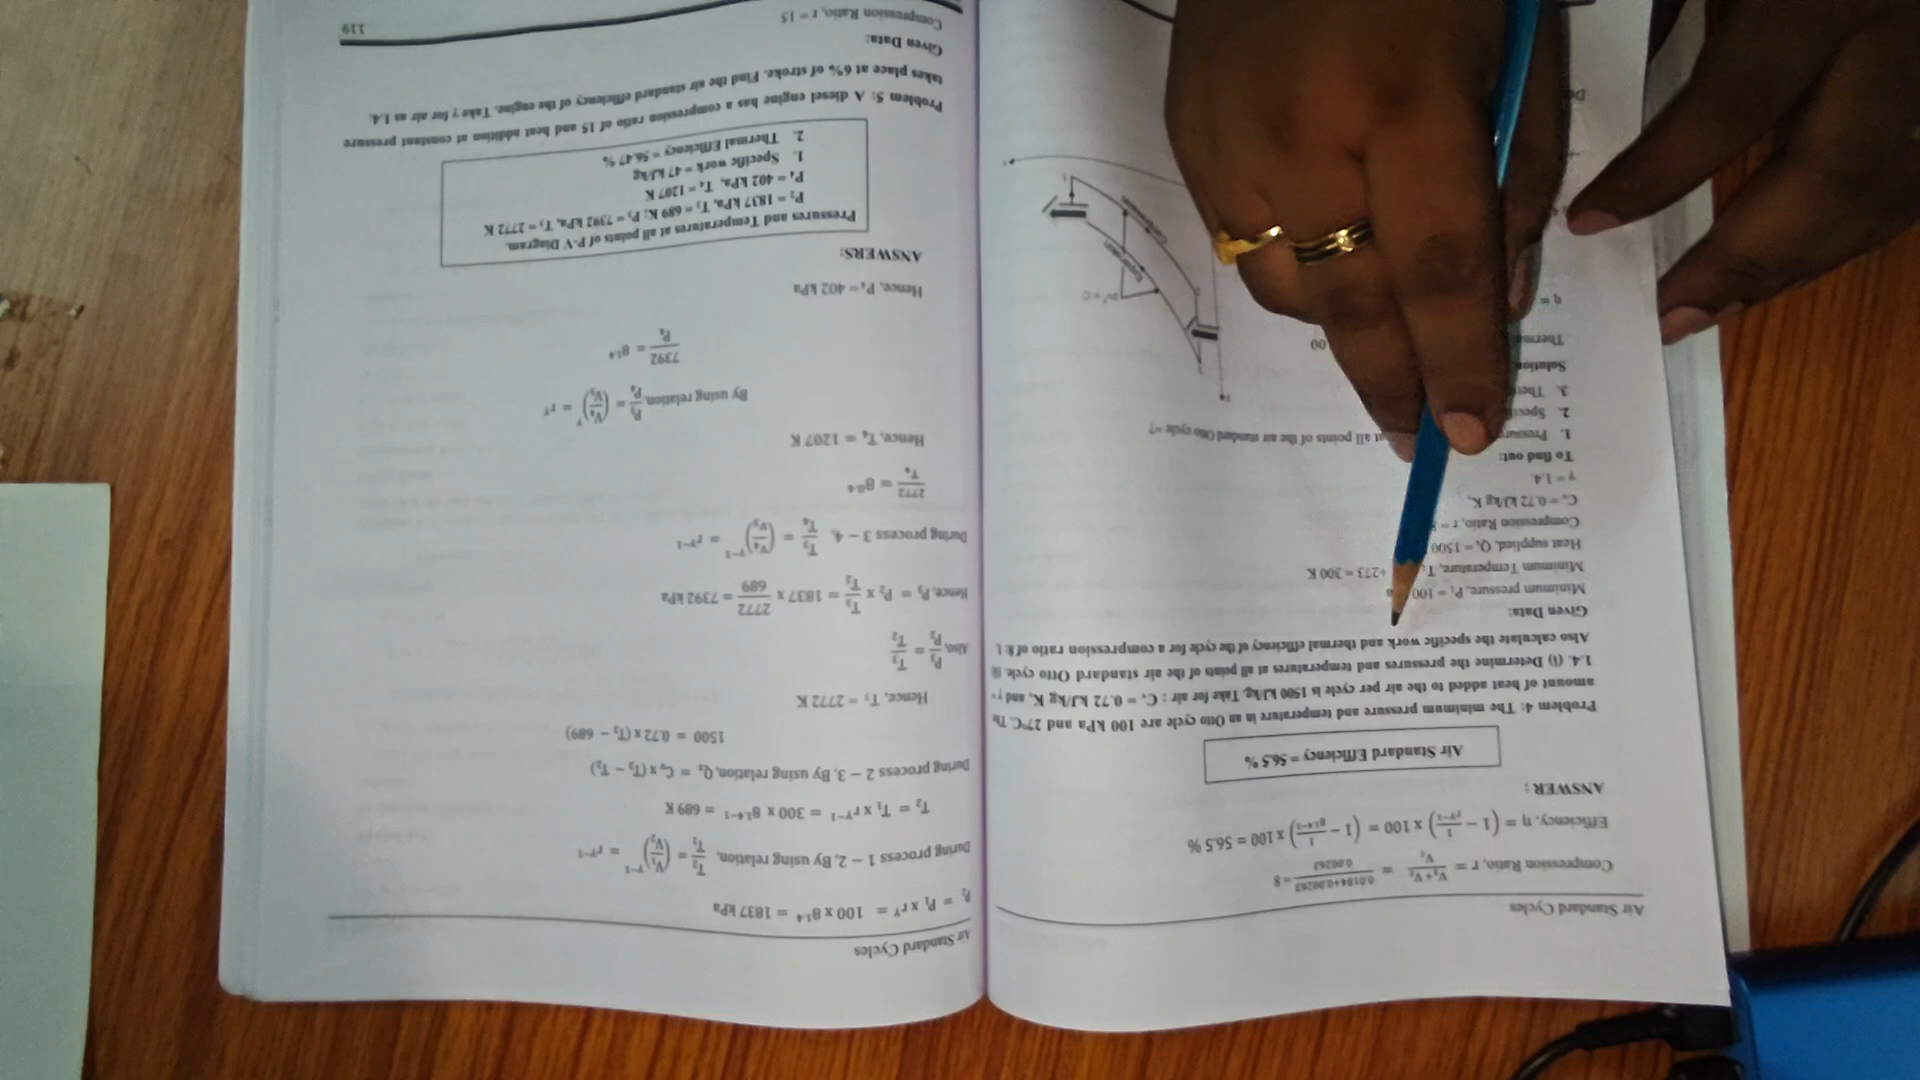 Air Standard Cycles
Compression Ratio, r = (Vs+Vc)/Vc = (0.0184+0.00263)/0.00263 = 8
Efficiency, η = (1 − 1/r^(γ−1)) x 100 = (1 − 1/8^(1.4−1)) x 100 = 56.5 %
ANSWER :
Air Standard Efficiency = 56.5 %
Problem 4: The minimum pressure and temperature in an Otto cycle are 100 kPa and 27°C. Th
amount of heat added to the air per cycle is 1500 kJ/kg. Take for air : Cv = 0.72 kJ/kg K, and γ =
1.4. (i) Determine the pressures and temperatures at all points of the air standard Otto cycle.
Also calculate the specific work and thermal efficiency of the cycle for a compression ratio of 8: 1
Given Data:
Minimum pressure, P1 = 100
Minimum Temperature, T +273 = 300 K
Heat supplied, Qs = 1500
Compression Ratio, r =
Cv = 0.72 kJ/kg K,
γ = 1.4
To find out:
1. Pressur at all points of the air standard Otto cycle =?
2. Speci
3. The
Solution
Therma 00
η =
Pvγ = C
Expansion
Compression
Air Standard Cycles
P2 = P1 x r^γ = 100 x 8^1.4 = 1837 kPa
During process 1 − 2, By using relation, T2/T1 = (V1/V2)^(γ−1) = r^(γ−1)
T2 = T1 x r^(γ−1) = 300 x 8^(1.4−1) = 689 K
During process 2 − 3, By using relation, Qs = Cv x (T3 − T2)
1500 = 0.72 x (T3 − 689)
Hence, T3 = 2772 K
Also, P3/P2 = T3/T2
Hence, P3 = P2 x T3/T2 = 1837 x 2772/689 = 7392 kPa
During process 3 − 4, T3/T4 = (V4/V3)^(γ−1) = r^(γ−1)
2772/T4 = 8^0.4
Hence, T4 = 1207 K
By using relation, P3/P4 = (V4/V3)^γ = r^γ
7392/P4 = 8^1.4
Hence, P4 = 402 kPa
ANSWERS:
Pressures and Temperatures at all points of P-V Diagram.
P2 = 1837 kPa, T2 = 689 K; P3 = 7392 kPa, T3 = 2772 K
P4 = 402 kPa, T4 = 1207 K
1. Specific work = 47 kJ/kg
2. Thermal Efficiency = 56.47 %
Problem 5: A diesel engine has a compression ratio of 15 and heat addition at constant pressure
takes place at 6% of stroke. Find the air standard efficiency of the engine. Take γ for air as 1.4.
Given Data:
Compression Ratio, r = 15
119